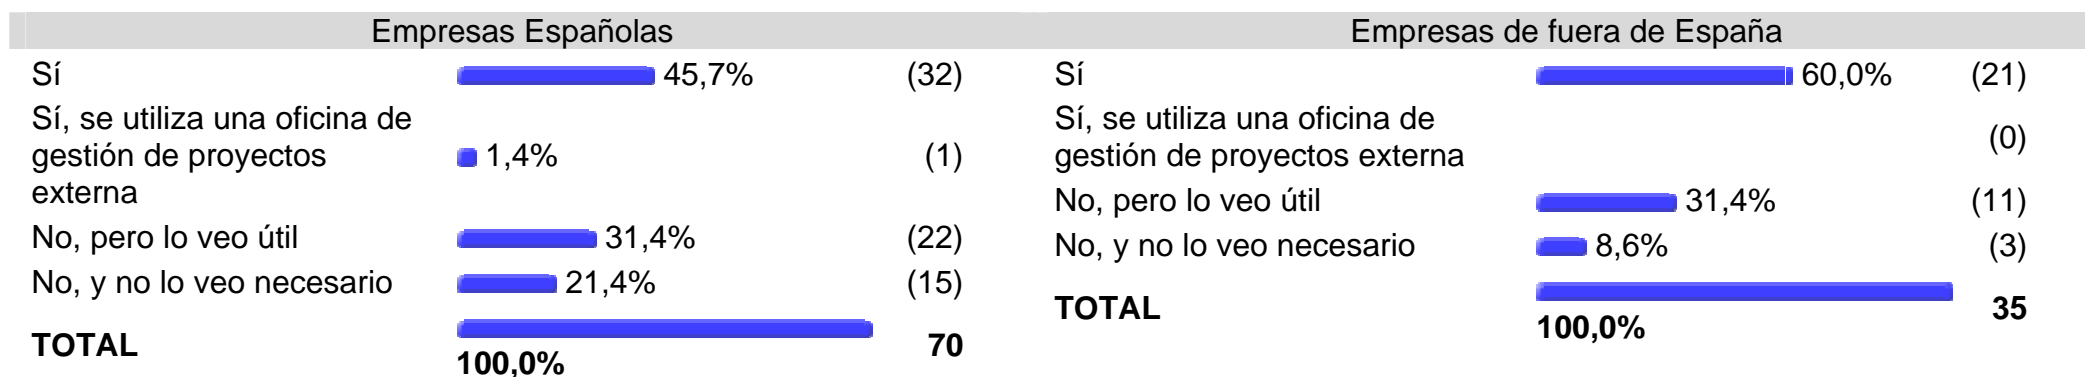 Empresas Españolas
Sí 45,7% (32)
Sí, se utiliza una oficina de
gestión de proyectos 1,4% (1)
externa
No, pero lo veo útil 31,4% (22)
No, y no lo veo necesario 21,4% (15)
TOTAL 70
100,0%
Empresas de fuera de España
Sí 60,0% (21)
Sí, se utiliza una oficina de
gestión de proyectos externa (0)
No, pero lo veo útil 31,4% (11)
No, y no lo veo necesario 8,6% (3)
TOTAL 35
100,0%